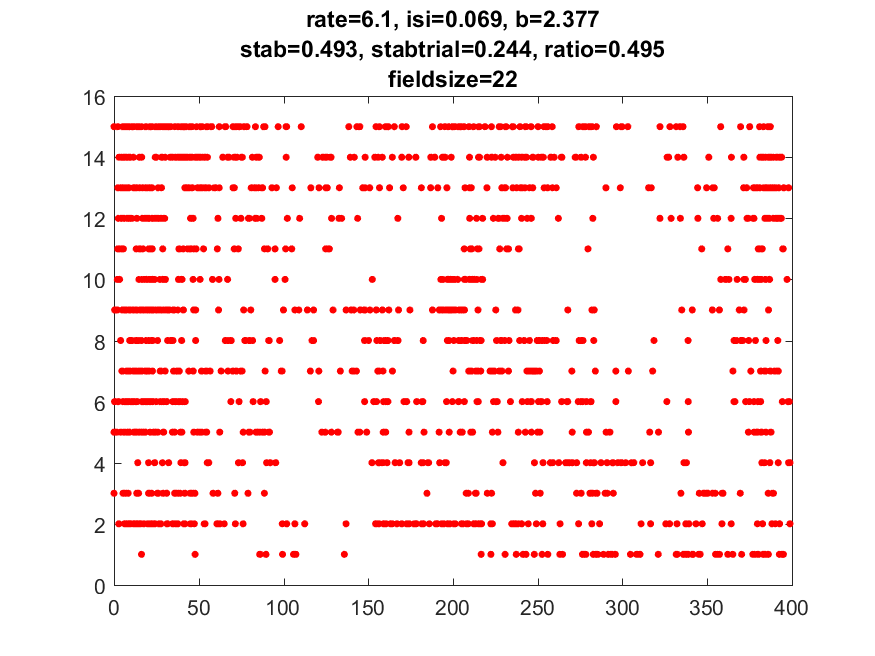 rate=6.1, isi=0.069, b=2.377
stab=0.493, stabtrial=0.244, ratio=0.495
fieldsize=22
16
14
12
10
8
6
4
2
0
0 50 100 150 200 250 300 350 400